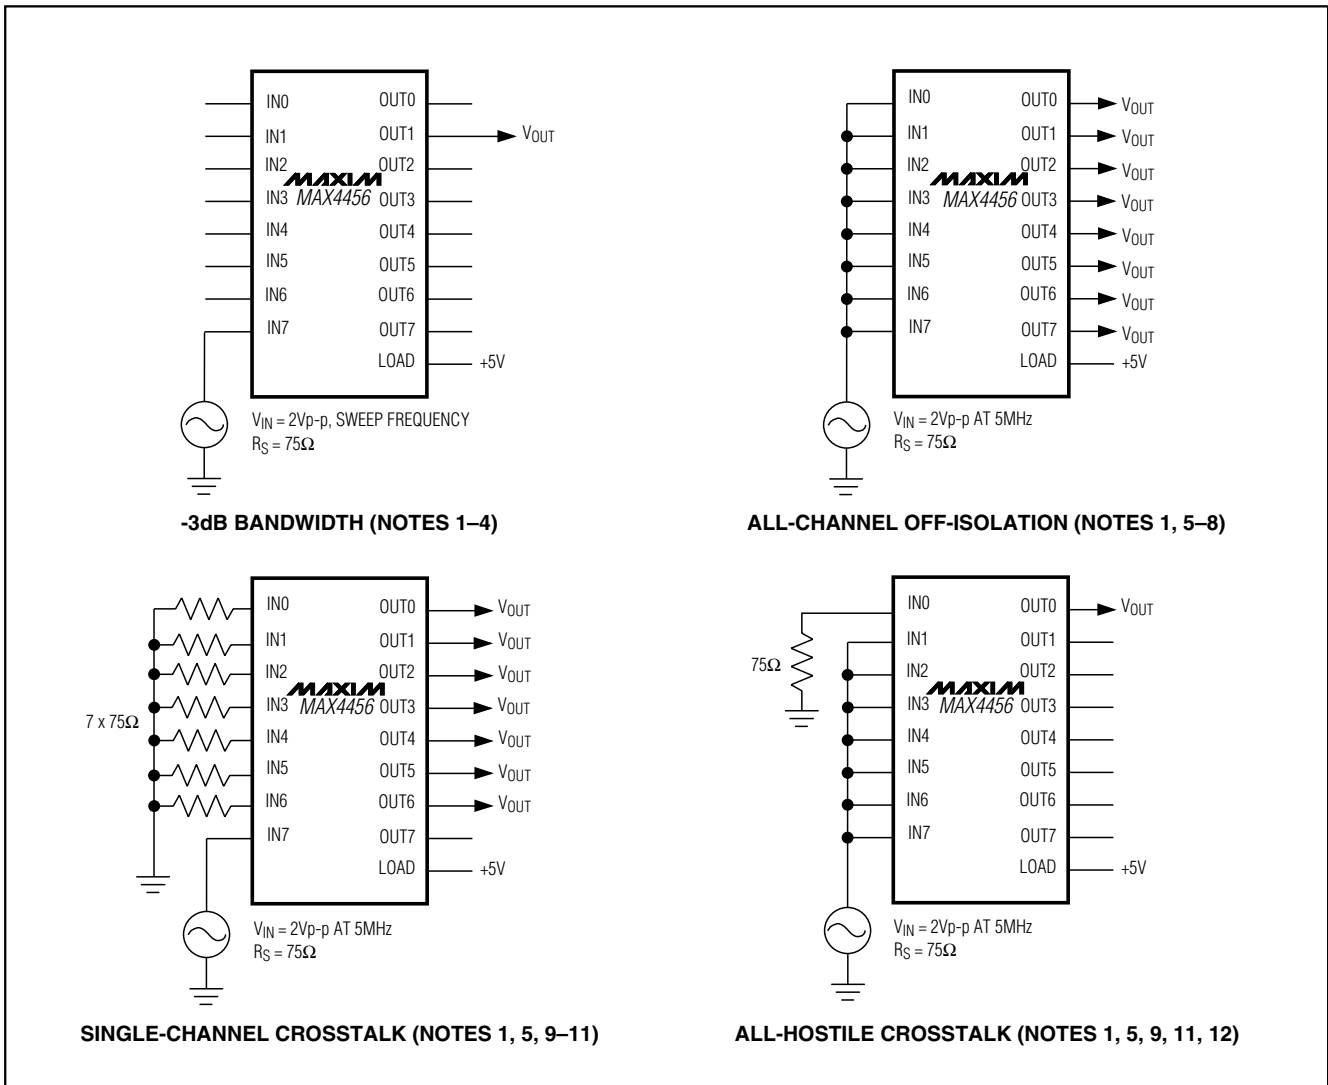 IN0 OUT0
IN1 OUT1 VOUT
IN2 OUT2
MAXIM
IN3 MAX4456 OUT3
IN4 OUT4
IN5 OUT5
IN6 OUT6
IN7 OUT7
LOAD +5V
VIN = 2Vp-p, SWEEP FREQUENCY
RS = 75Ω
-3dB BANDWIDTH (NOTES 1–4)
IN0 OUT0 VOUT
IN1 OUT1 VOUT
IN2 OUT2 VOUT
MAXIM
IN3 MAX4456 OUT3 VOUT
IN4 OUT4 VOUT
IN5 OUT5 VOUT
IN6 OUT6 VOUT
IN7 OUT7 VOUT
LOAD +5V
VIN = 2Vp-p AT 5MHz
RS = 75Ω
ALL-CHANNEL OFF-ISOLATION (NOTES 1, 5–8)
IN0 OUT0 VOUT
IN1 OUT1 VOUT
IN2 OUT2 VOUT
MAXIM
7 x 75Ω IN3 MAX4456 OUT3 VOUT
IN4 OUT4 VOUT
IN5 OUT5 VOUT
IN6 OUT6 VOUT
IN7 OUT7
LOAD +5V
VIN = 2Vp-p AT 5MHz
RS = 75Ω
SINGLE-CHANNEL CROSSTALK (NOTES 1, 5, 9–11)
IN0 OUT0 VOUT
IN1 OUT1
75Ω IN2 OUT2
MAXIM
IN3 MAX4456 OUT3
IN4 OUT4
IN5 OUT5
IN6 OUT6
IN7 OUT7
LOAD +5V
VIN = 2Vp-p AT 5MHz
RS = 75Ω
ALL-HOSTILE CROSSTALK (NOTES 1, 5, 9, 11, 12)